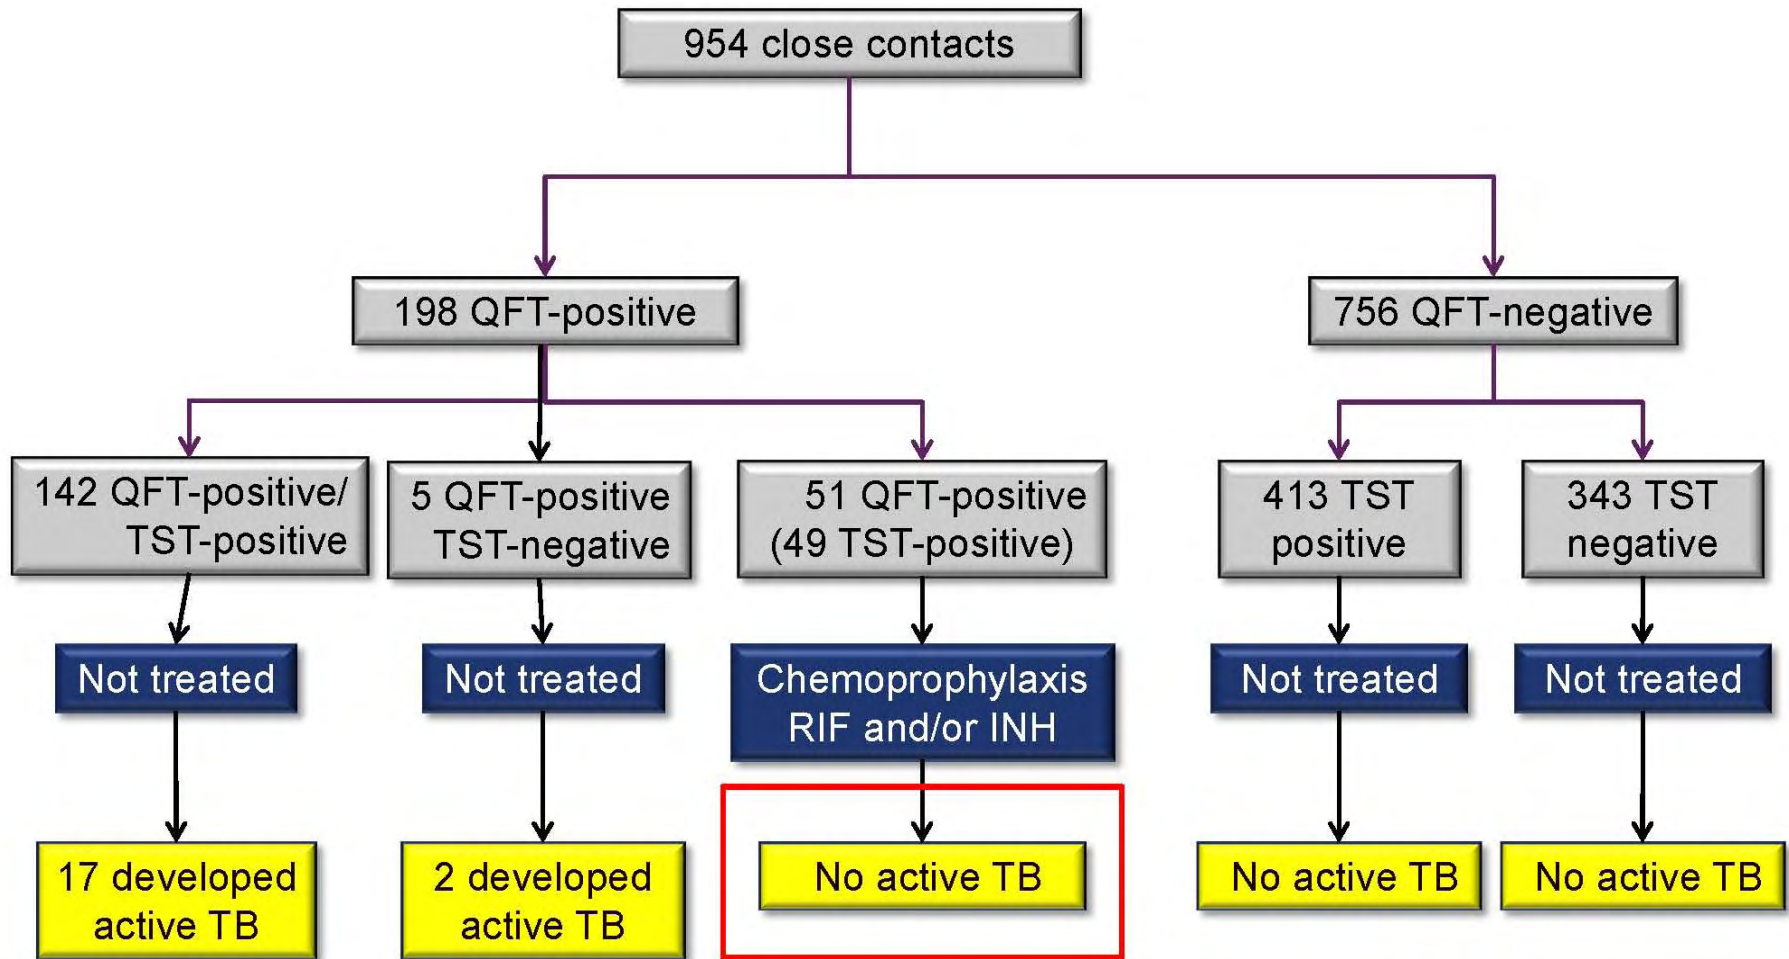 954 close contacts
198 QFT-positive
756 QFT-negative
142 QFT-positive/
TST-positive
5 QFT-positive
TST-negative
51 QFT-positive
(49 TST-positive)
413 TST
positive
343 TST
negative
Not treated
Not treated
Chemoprophylaxis
RIF and/or INH
Not treated
Not treated
17 developed
active TB
2 developed
active TB
No active TB
No active TB
No active TB